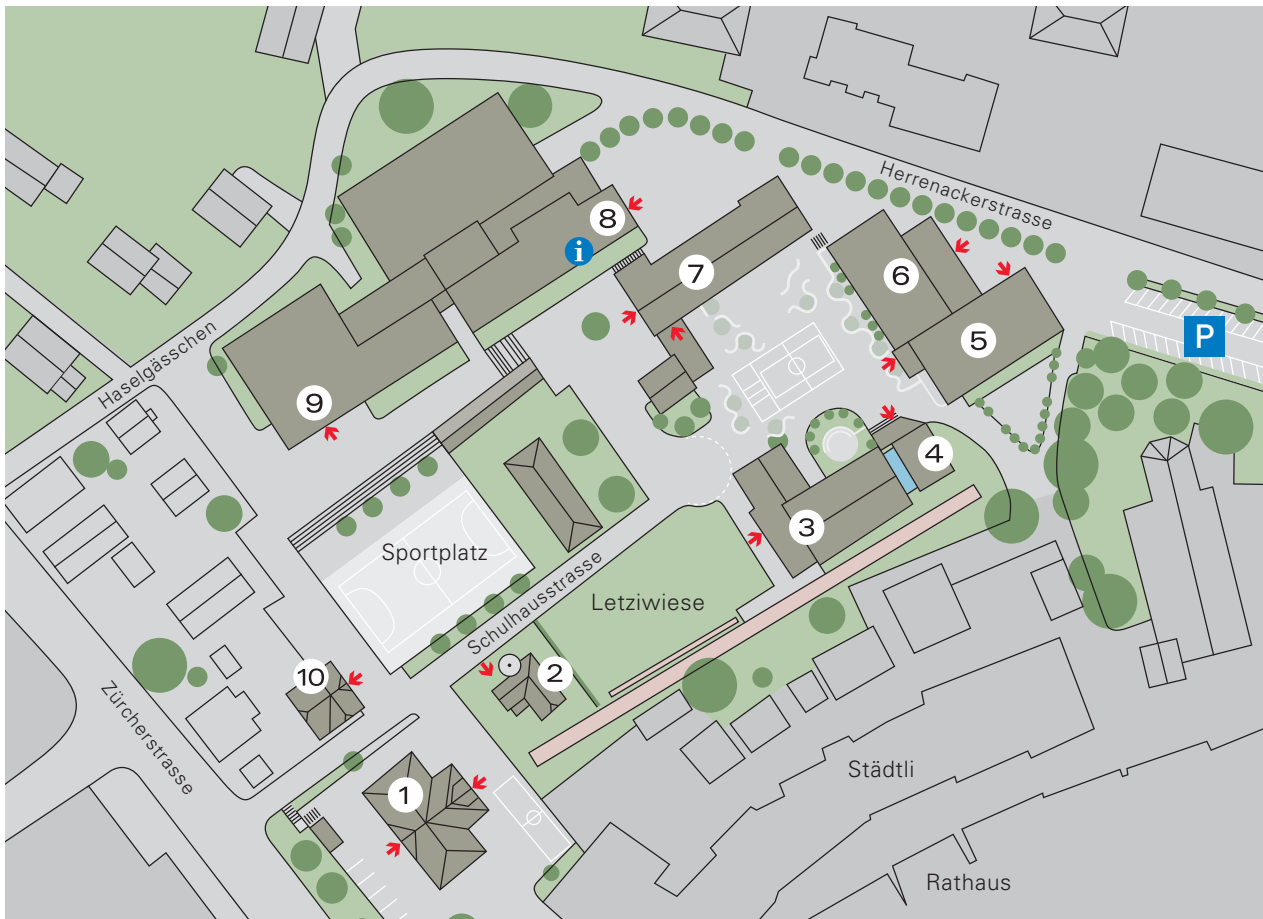 Herrenackerstrasse
8
i
7
6
5
P
Haselgässchen
9
4
3
Sportplatz
Letziwiese
Schulhausstrasse
2
10
Zürcherstrasse
1
Städtli
Rathaus